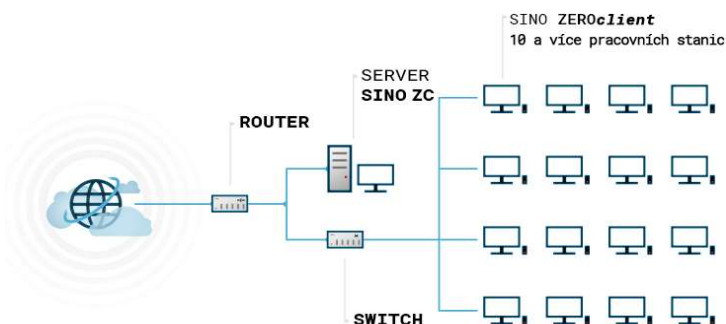 SINO ZEROclient
10 a více pracovních stanic
SERVER
SINO ZC
ROUTER
SWITCH